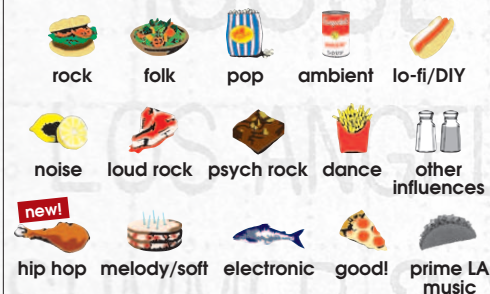 rock folk pop ambient lo-fi/DIY
noise loud rock psych rock dance other
influences
new!
hip hop melody/soft electronic good! prime LA
music